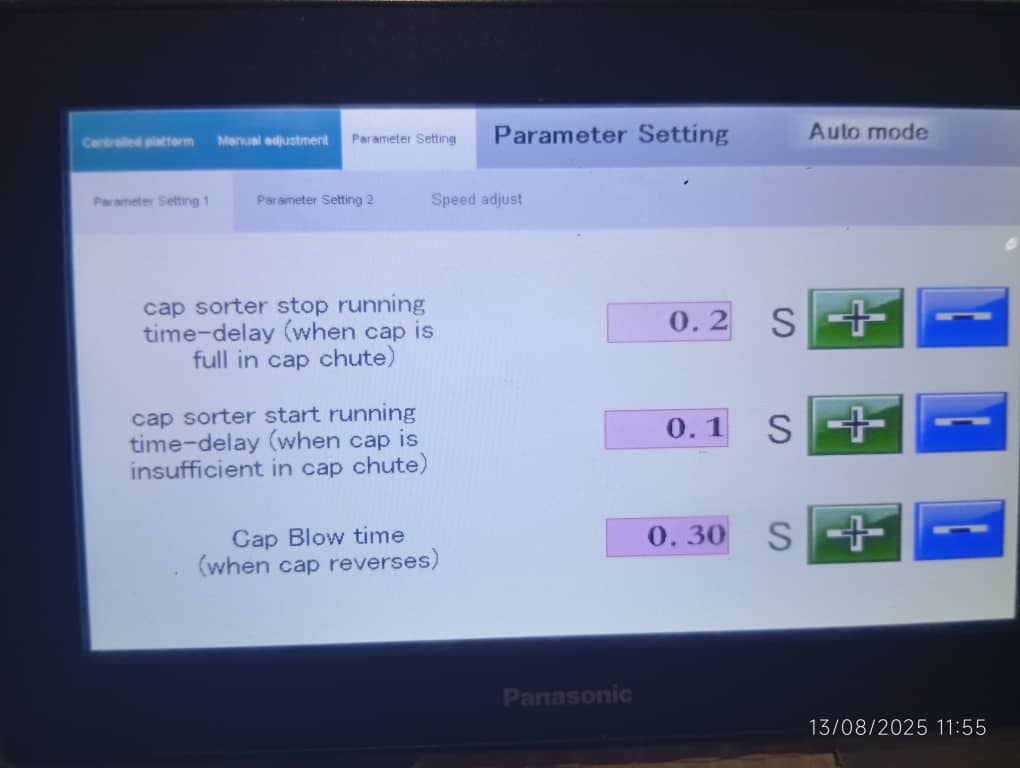 Controlled platform Manual adjustment Parameter Setting Parameter Setting Auto mode
Parameter Setting 1 Parameter Setting 2 Speed adjust
cap sorter stop running
time-delay (when cap is
full in cap chute)
0.2 S + −
cap sorter start running
time-delay (when cap is
insufficient in cap chute)
0.1 S + −
Cap Blow time
(when cap reverses)
0.30 S + −
Panasonic
13/08/2025 11:55